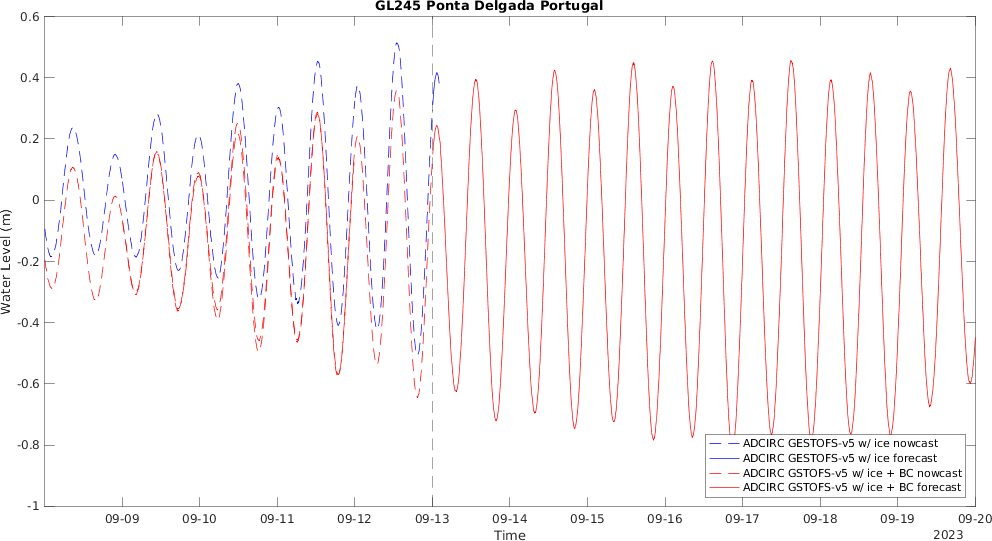 GL245 Ponta Delgada Portugal
Water Level (m)
0.6
0.4
0.2
0
-0.2
-0.4
-0.6
-0.8
-1
ADCIRC GESTOFS-v5 w/ ice nowcast
ADCIRC GESTOFS-v5 w/ ice forecast
ADCIRC GSTOFS-v5 w/ ice + BC nowcast
ADCIRC GSTOFS-v5 w/ ice + BC forecast
09-09 09-10 09-11 09-12 09-13 09-14 09-15 09-16 09-17 09-18 09-19 09-20
Time
2023